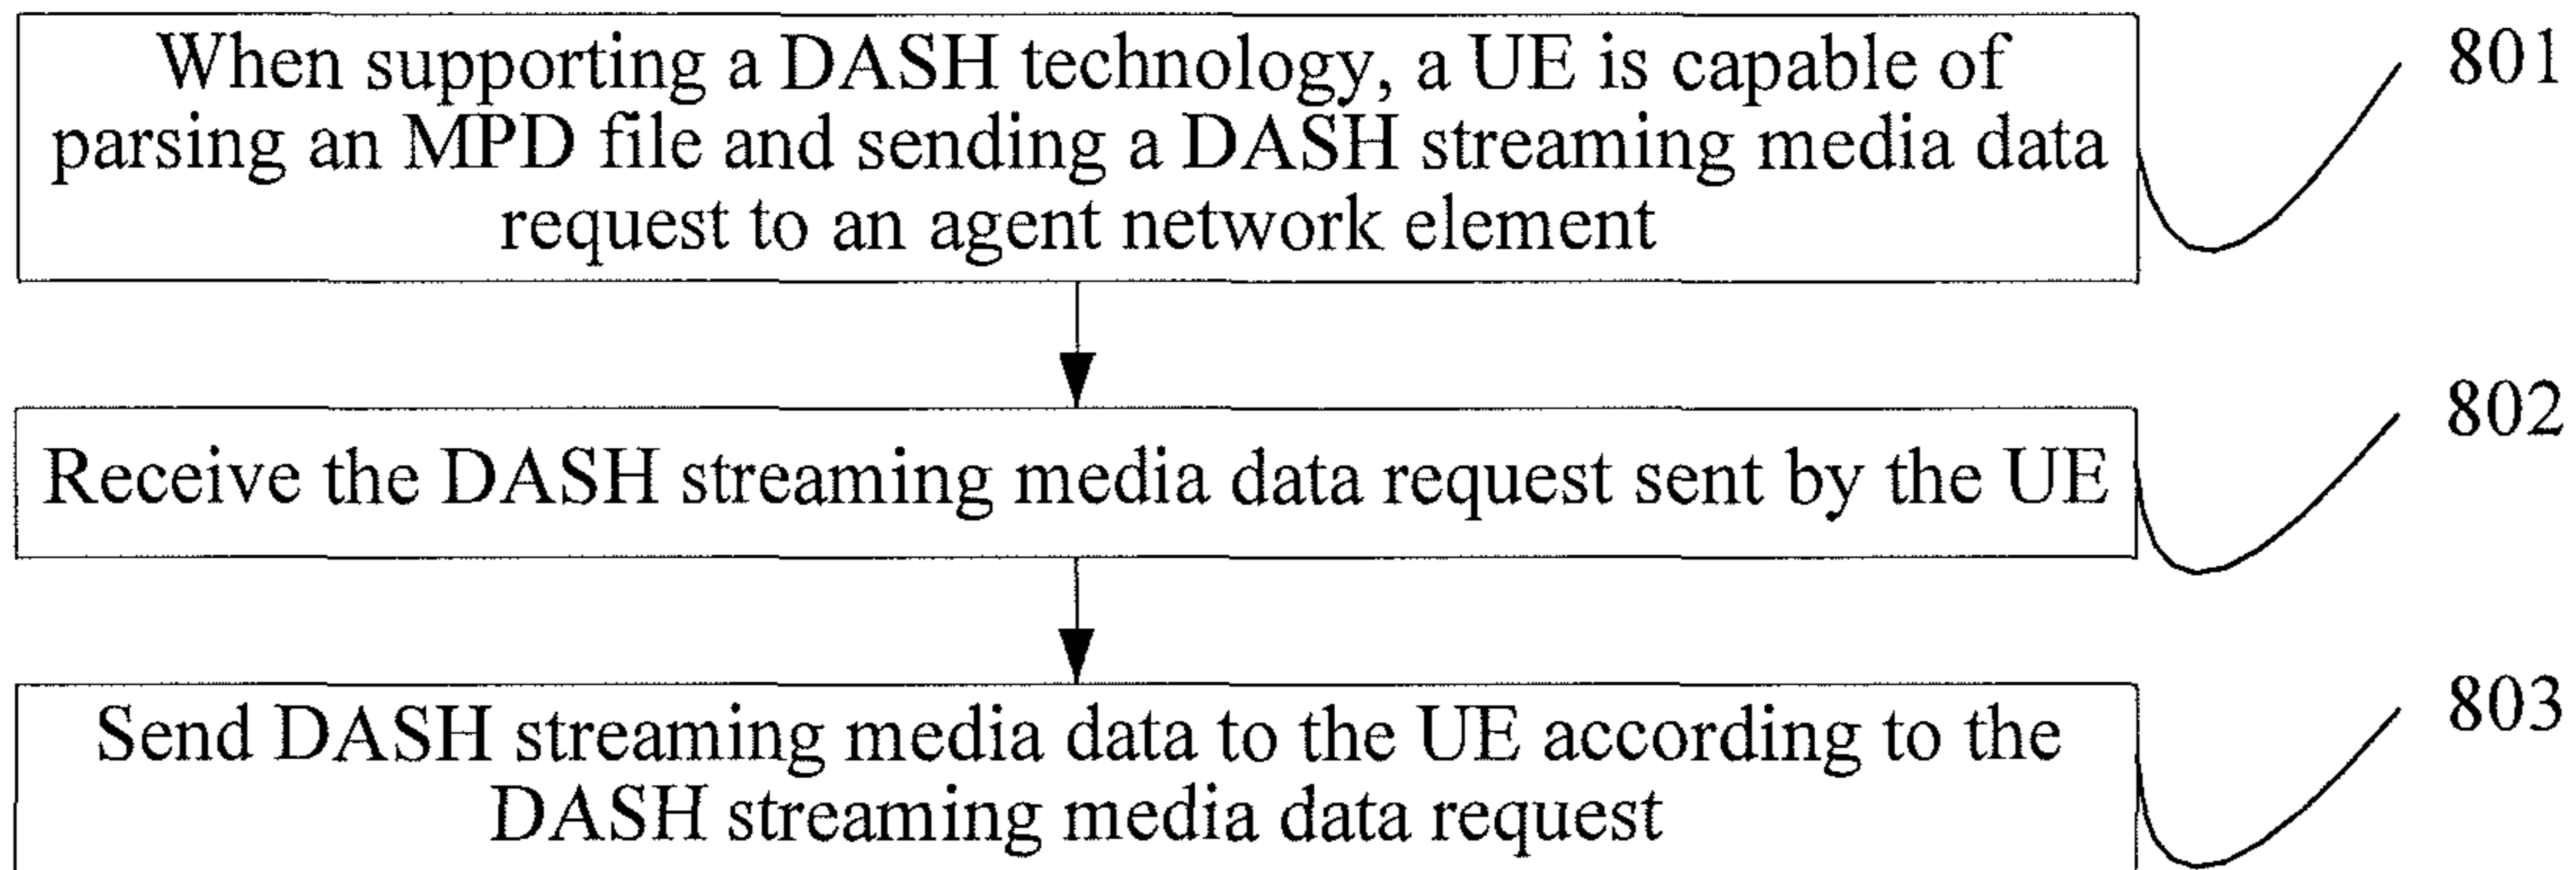 When supporting a DASH technology, a UE is capable of
parsing an MPD file and sending a DASH streaming media data
request to an agent network element
801
Receive the DASH streaming media data request sent by the UE
802
Send DASH streaming media data to the UE according to the
DASH streaming media data request
803